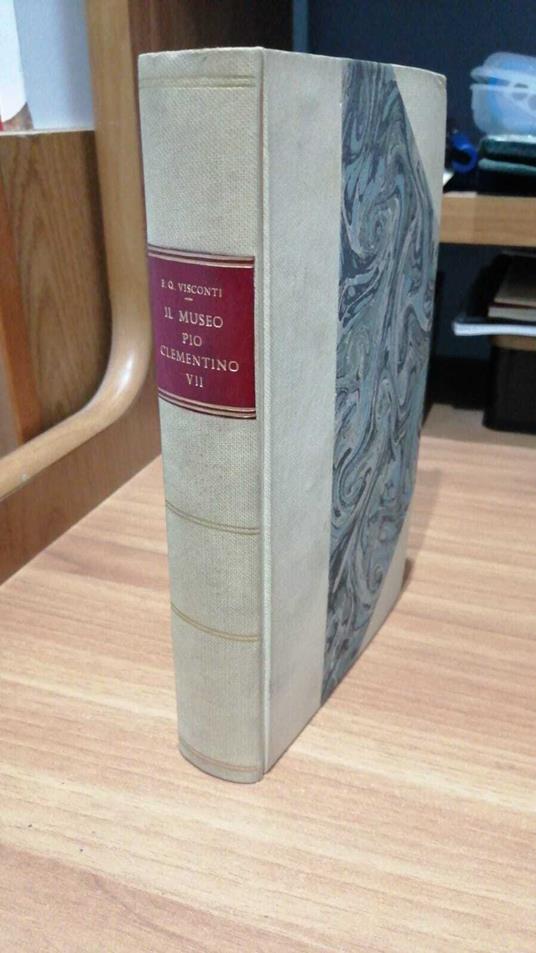 E. Q. VISCONTI
IL MUSEO
PIO
CLEMENTINO
VII